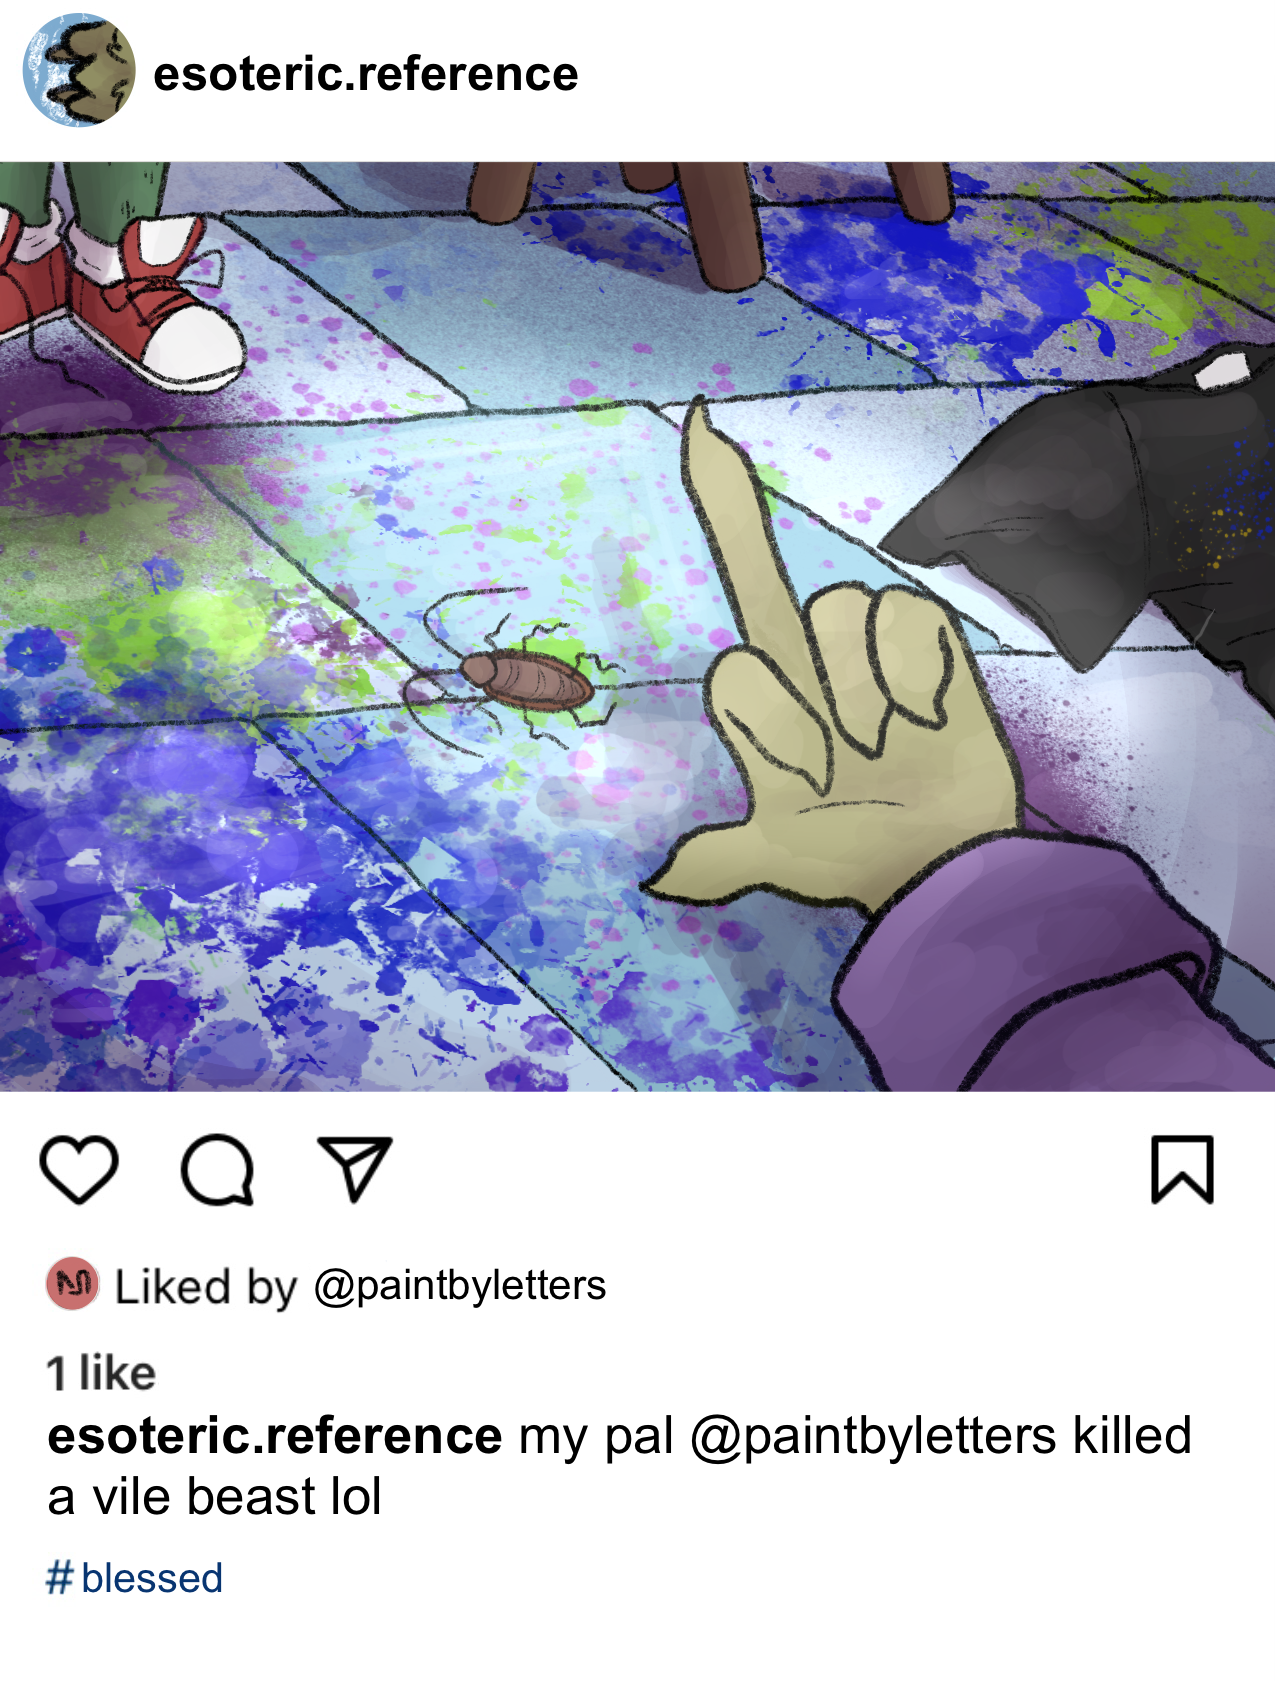 esoteric.reference
Liked by @paintbyletters
1 like
esoteric.reference my pal @paintbyletters killed
a vile beast lol
#blessed